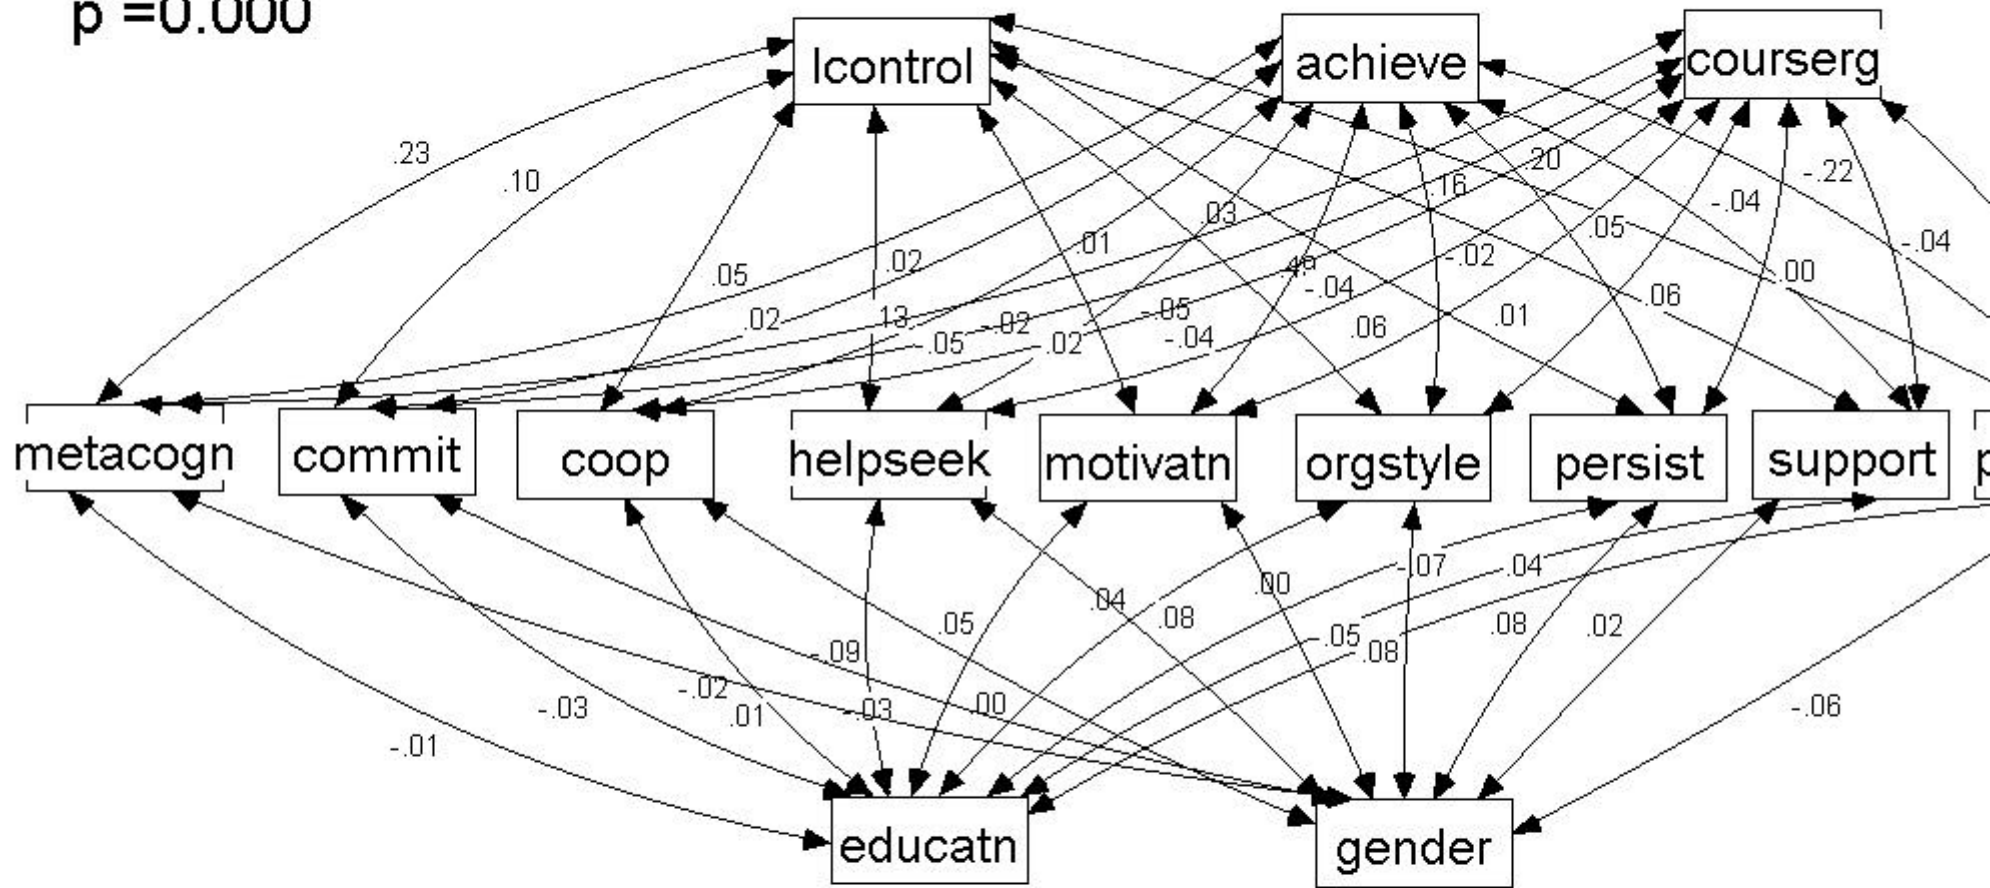 p =0.000
lcontrol
achieve
courserg
.23
.10
.20
-.22
.16
.03
-.04
.05
.01
-.04
.02
-.02
.05
.00
-.04
.06
.02
.13
-.02
-.05
.01
.06
.05
.02
-.04
metacogn
commit
coop
helpseek
motivatn
orgstyle
persist
support
p
-.07
.04
.00
.04
.08
.05
.08
.02
-.05
-.09
.08
-.02
-.03
.01
-.03
.00
-.06
-.01
educatn
gender